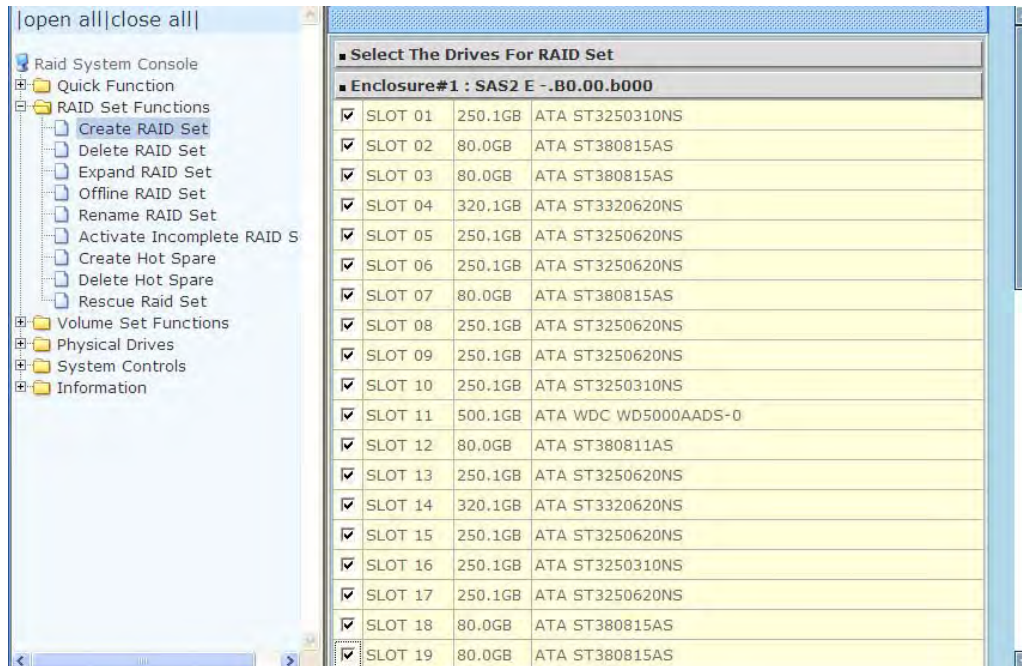 |open all|close all|
Raid System Console
Quick Function
RAID Set Functions
Create RAID Set
Delete RAID Set
Expand RAID Set
Offline RAID Set
Rename RAID Set
Activate Incomplete RAID S
Create Hot Spare
Delete Hot Spare
Rescue Raid Set
Volume Set Functions
Physical Drives
System Controls
Information
Select The Drives For RAID Set
Enclosure#1 : SAS2 E -.B0.00.b000
SLOT 01 250.1GB ATA ST3250310NS
SLOT 02 80.0GB ATA ST380815AS
SLOT 03 80.0GB ATA ST380815AS
SLOT 04 320.1GB ATA ST3320620NS
SLOT 05 250.1GB ATA ST3250620NS
SLOT 06 250.1GB ATA ST3250620NS
SLOT 07 80.0GB ATA ST380815AS
SLOT 08 250.1GB ATA ST3250620NS
SLOT 09 250.1GB ATA ST3250620NS
SLOT 10 250.1GB ATA ST3250310NS
SLOT 11 500.1GB ATA WDC WD5000AADS-0
SLOT 12 80.0GB ATA ST380811AS
SLOT 13 250.1GB ATA ST3250620NS
SLOT 14 320.1GB ATA ST3320620NS
SLOT 15 250.1GB ATA ST3250620NS
SLOT 16 250.1GB ATA ST3250310NS
SLOT 17 250.1GB ATA ST3250620NS
SLOT 18 80.0GB ATA ST380815AS
SLOT 19 80.0GB ATA ST380815AS